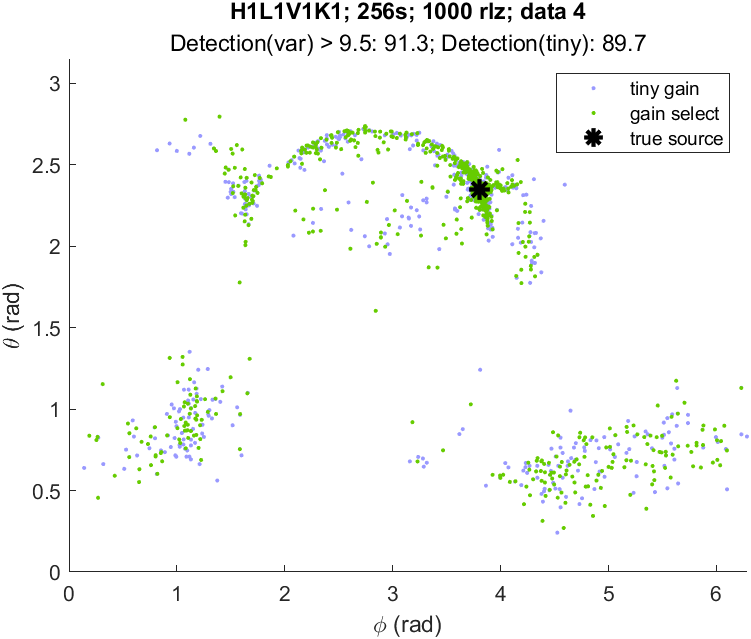 H1L1V1K1; 256s; 1000 rlz; data 4
Detection(var) > 9.5: 91.3; Detection(tiny): 89.7
tiny gain
gain select
true source
3
2.5
2
1.5
1
0.5
0
θ (rad)
0 1 2 3 4 5 6
ϕ (rad)